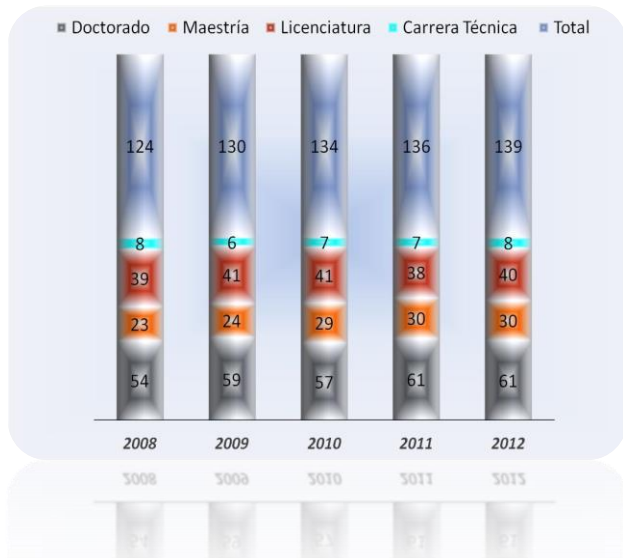 Doctorado Maestría Licenciatura Carrera Técnica Total
124 130 134 136 139
8 6 7 7 8
39 41 41 38 40
23 24 29 30 30
54 59 57 61 61
2008 2009 2010 2011 2012